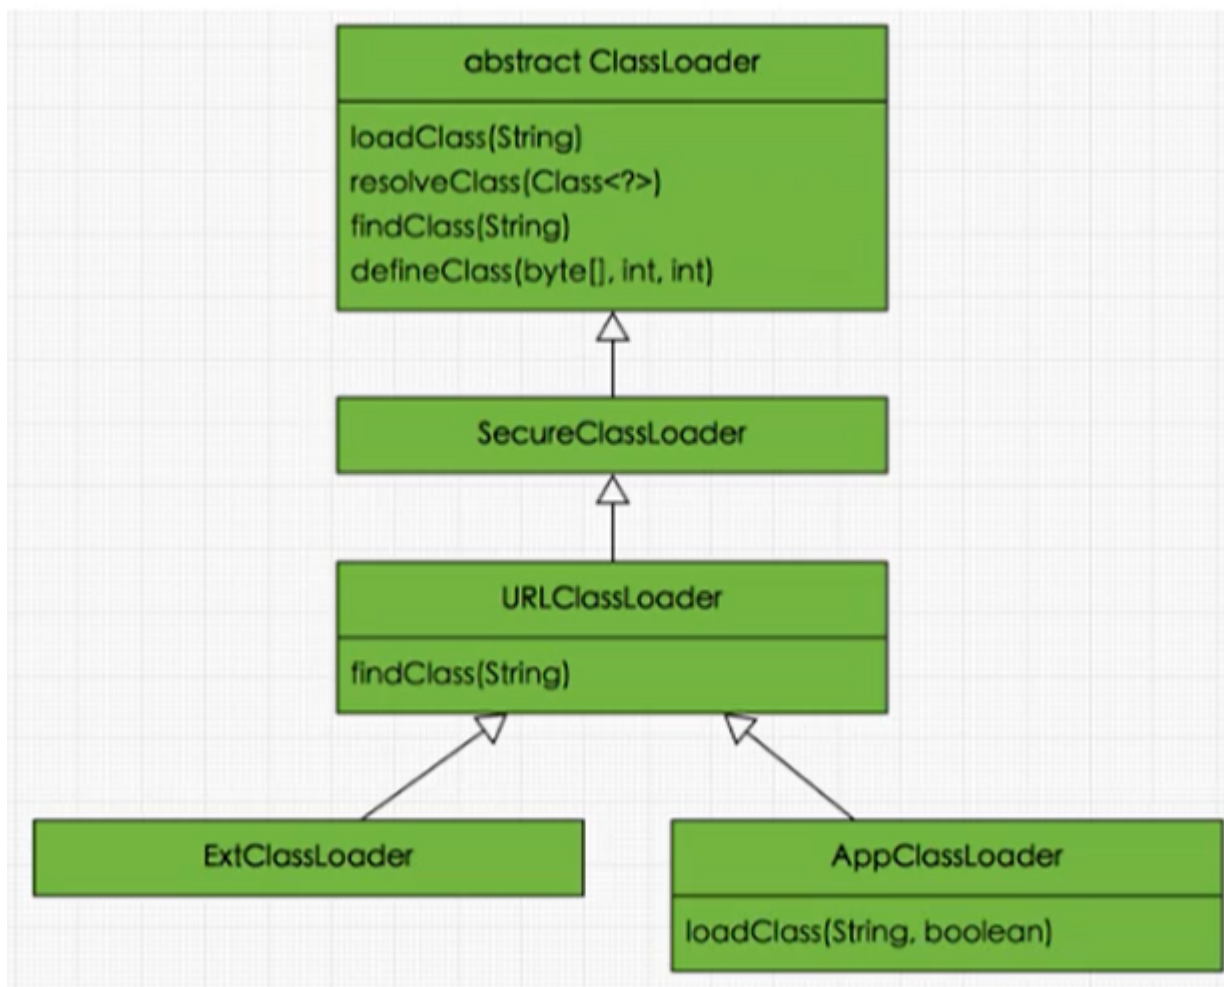 abstract ClassLoader
loadClass(String)
resolveClass(Class<?>)
findClass(String)
defineClass(byte[], int, int)
SecureClassLoader
URLClassLoader
findClass(String)
ExtClassLoader
AppClassLoader
loadClass(String, boolean)